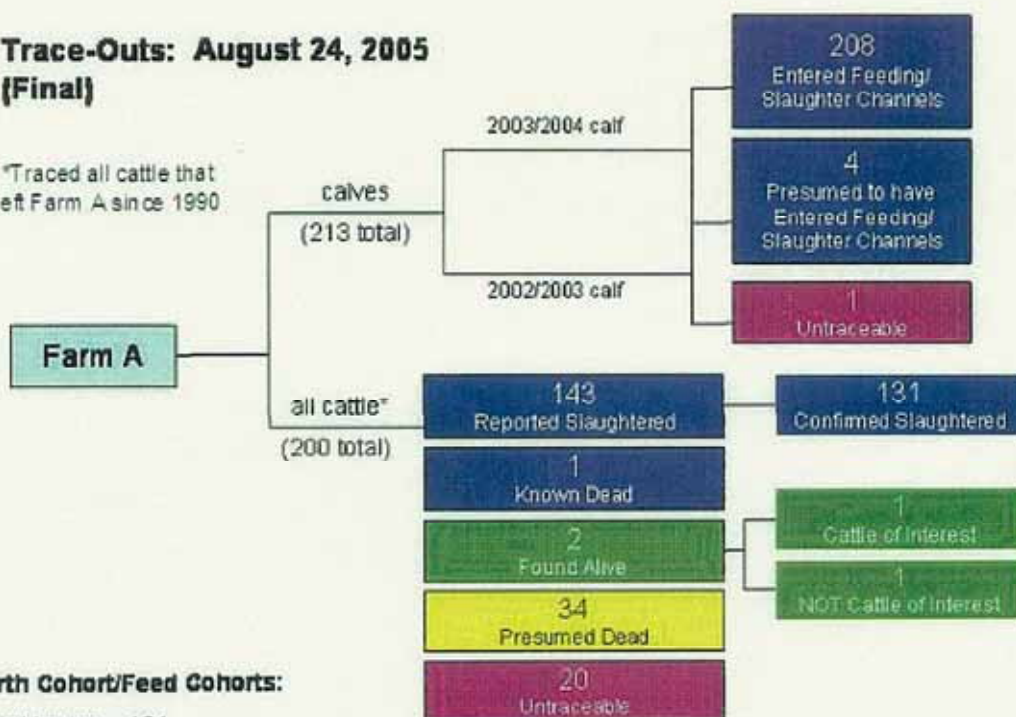 Trace-Outs: August 24, 2005
(Final)
*Traced all cattle that
eft Farm A since 1990
Farm A
calves
(213 total)
2003/2004 calf
2002/2003 calf
208
Entered Feeding/
Slaughter Channels
4
Presumed to have
Entered Feeding/
Slaughter Channels
1
Untraceable
all cattle*
(200 total)
143
Reported Slaughtered
131
Confirmed Slaughtered
1
Known Dead
2
Found Alive
1
Cattle of Interest
1
NOT Cattle of Interest
34
Presumed Dead
20
Untraceable
rth Cohort/Feed Cohorts: